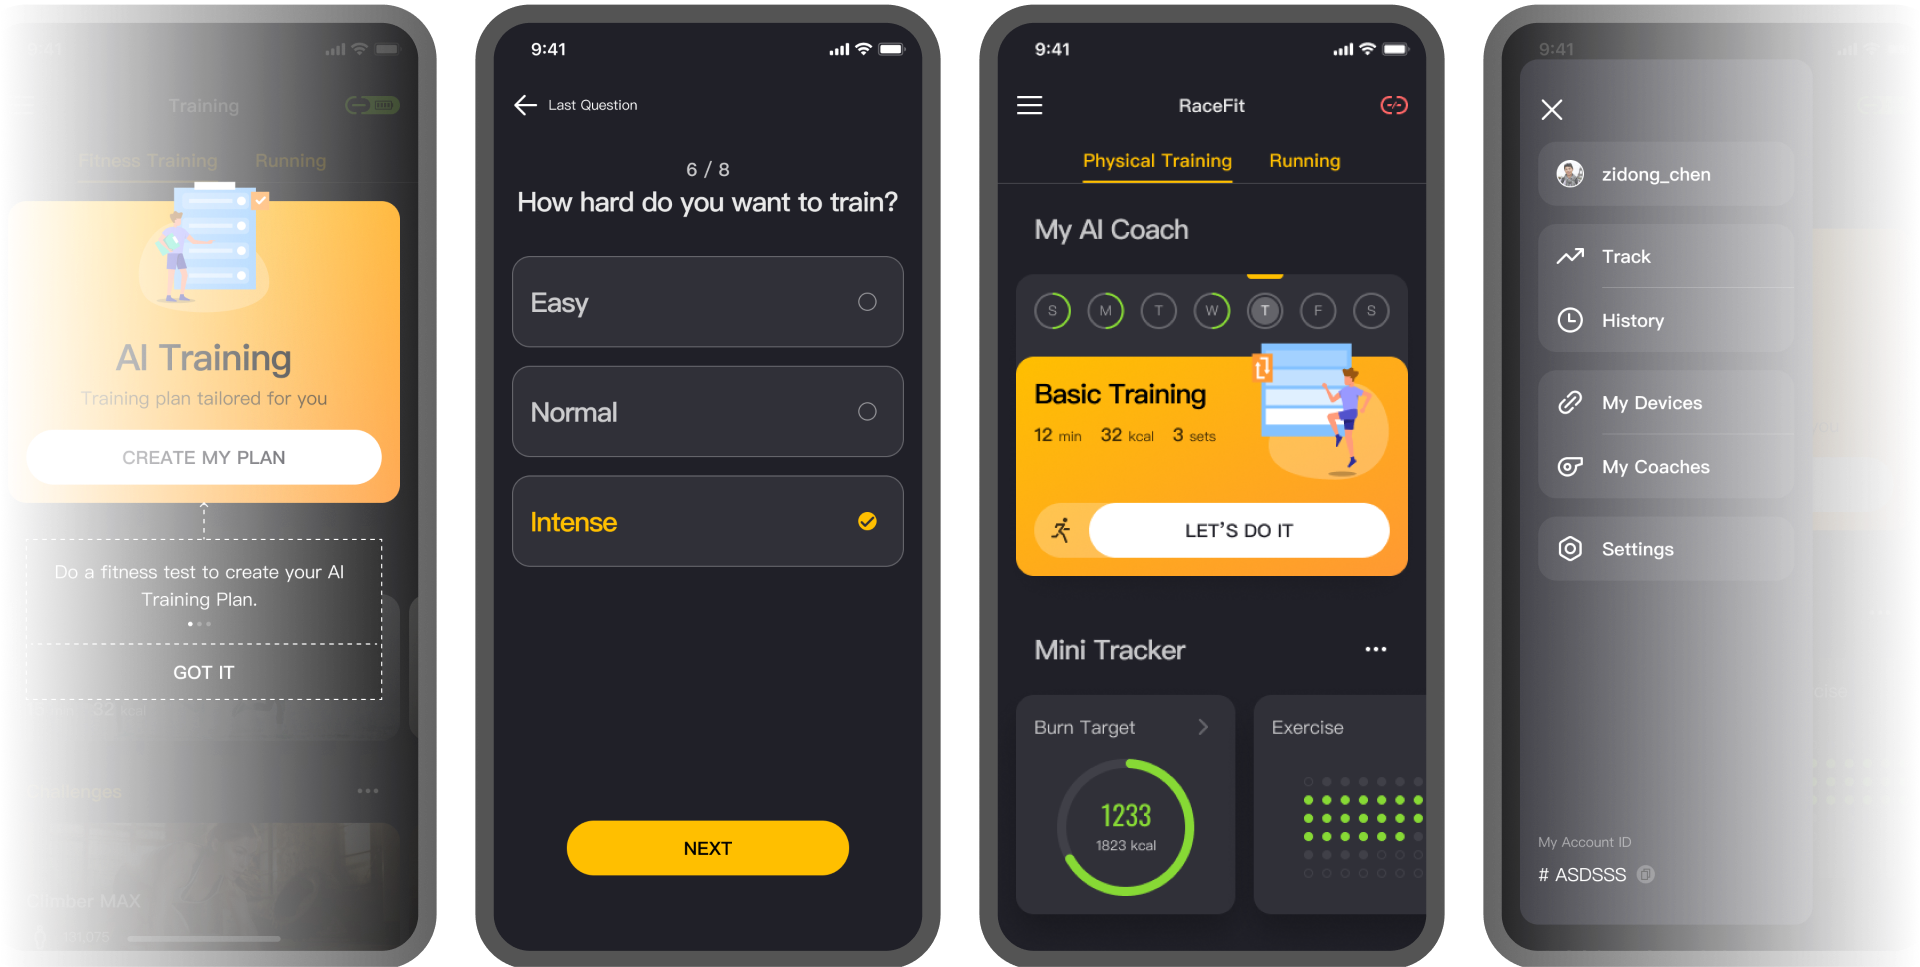 9:41
Training
Fitness Training
Running
AI Training
Training plan tailored for you
CREATE MY PLAN
Do a fitness test to create your AI
Training Plan.
GOT IT
32 kcal
Challenges
Climber MAX
9:41
Last Question
6 / 8
How hard do you want to train?
Easy
Normal
Intense
NEXT
9:41
RaceFit
Physical Training
Running
My AI Coach
S M T W T F S
Basic Training
12 min 32 kcal 3 sets
LET’S DO IT
Mini Tracker
Burn Target
1233
1823 kcal
Exercise
9:41
zidong_chen
Track
History
My Devices
My Coaches
Settings
My Account ID
# ASDSSS